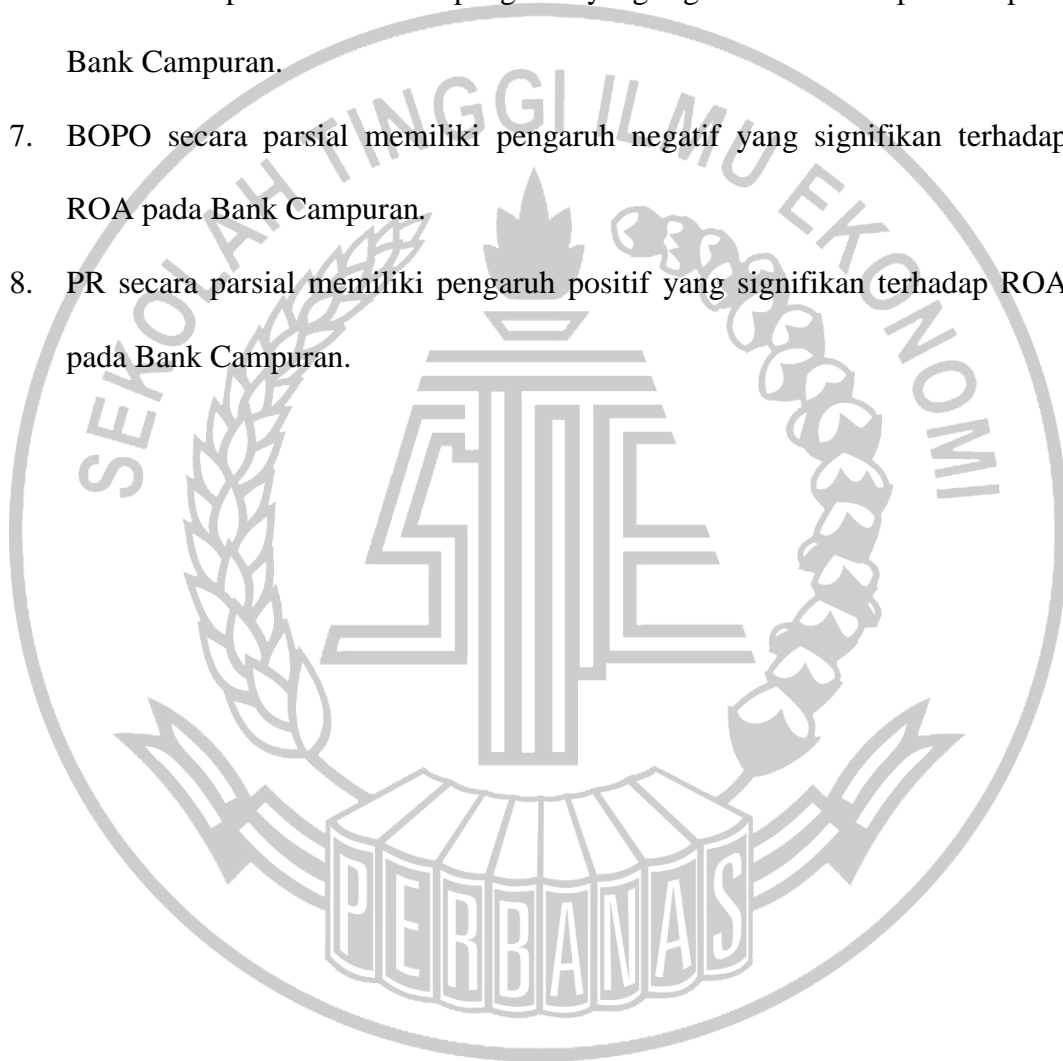 Bank Campuran.
7. BOPO secara parsial memiliki pengaruh negatif yang signifikan terhadap
ROA pada Bank Campuran.
8. PR secara parsial memiliki pengaruh positif yang signifikan terhadap ROA
pada Bank Campuran.
SEKOLAH TINGGI ILMU EKONOMI
STIE
PERBANAS